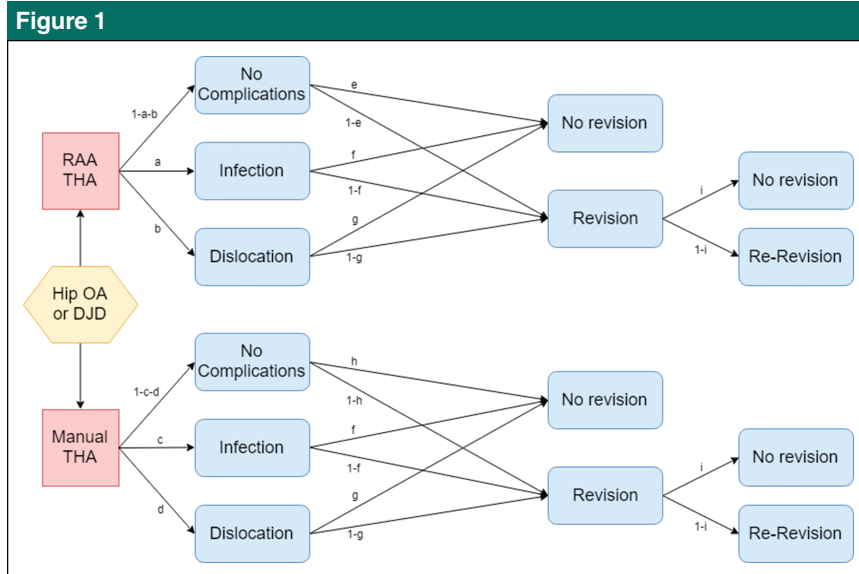 Figure 1
No
Complications
1-a-b
e
1-e
No revision
RAA
THA
a
Infection
f
1-f
No revision
i
b
g
Revision
1-i
Dislocation
1-g
Re-Revision
Hip OA
or DJD
No
Complications
1-c-d
h
1-h
No revision
Manual
THA
c
Infection
f
1-f
No revision
i
d
g
Revision
1-i
Dislocation
1-g
Re-Revision